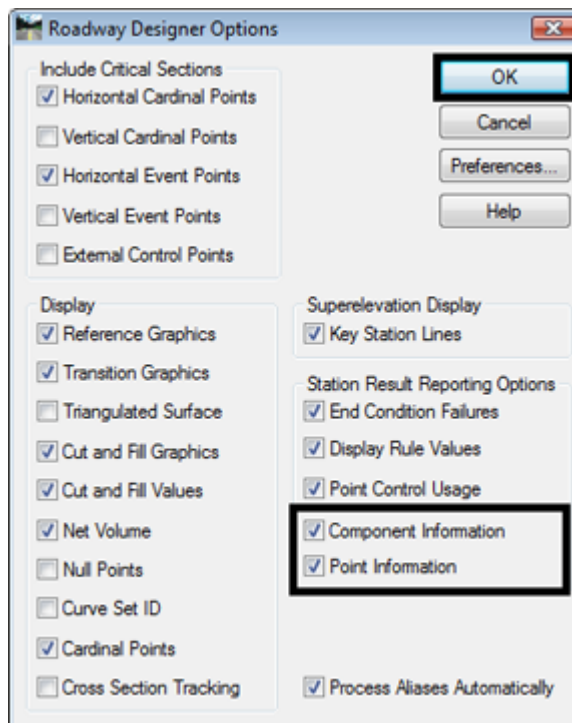 Roadway Designer Options
Include Critical Sections
Horizontal Cardinal Points
Vertical Cardinal Points
Horizontal Event Points
Vertical Event Points
External Control Points
OK
Cancel
Preferences...
Help
Display
Reference Graphics
Transition Graphics
Triangulated Surface
Cut and Fill Graphics
Cut and Fill Values
Net Volume
Null Points
Curve Set ID
Cardinal Points
Cross Section Tracking
Superelevation Display
Key Station Lines
Station Result Reporting Options
End Condition Failures
Display Rule Values
Point Control Usage
Component Information
Point Information
Process Aliases Automatically